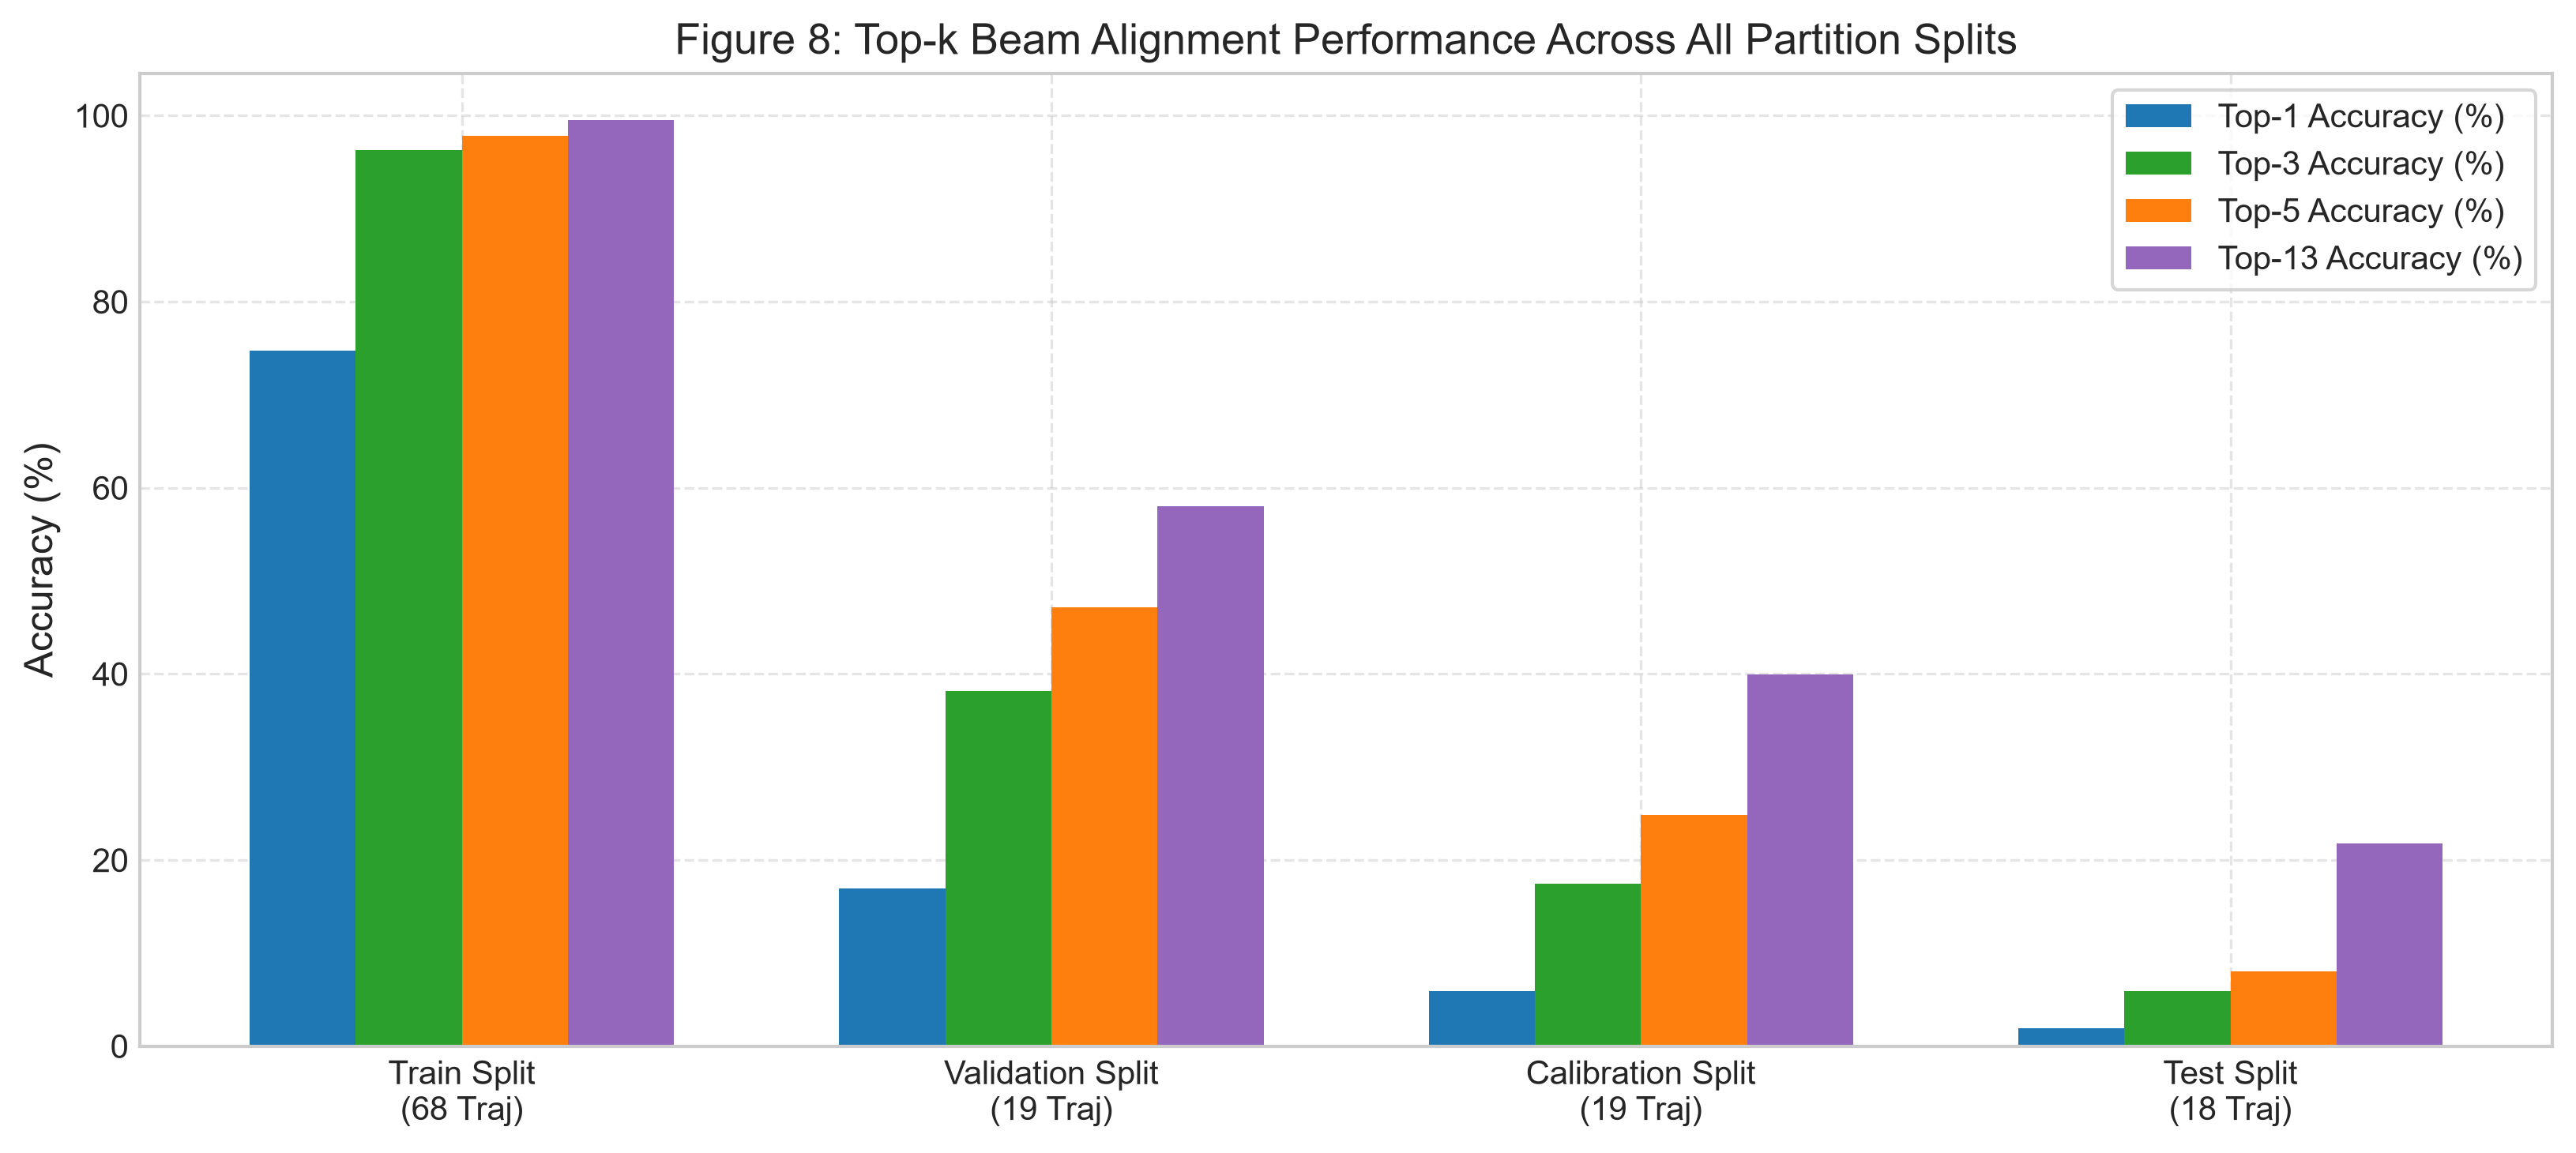 Figure 8: Top-k Beam Alignment Performance Across All Partition Splits
Accuracy (%)
100
80
60
40
20
0
Top-1 Accuracy (%)
Top-3 Accuracy (%)
Top-5 Accuracy (%)
Top-13 Accuracy (%)
Train Split
(68 Traj)
Validation Split
(19 Traj)
Calibration Split
(19 Traj)
Test Split
(18 Traj)